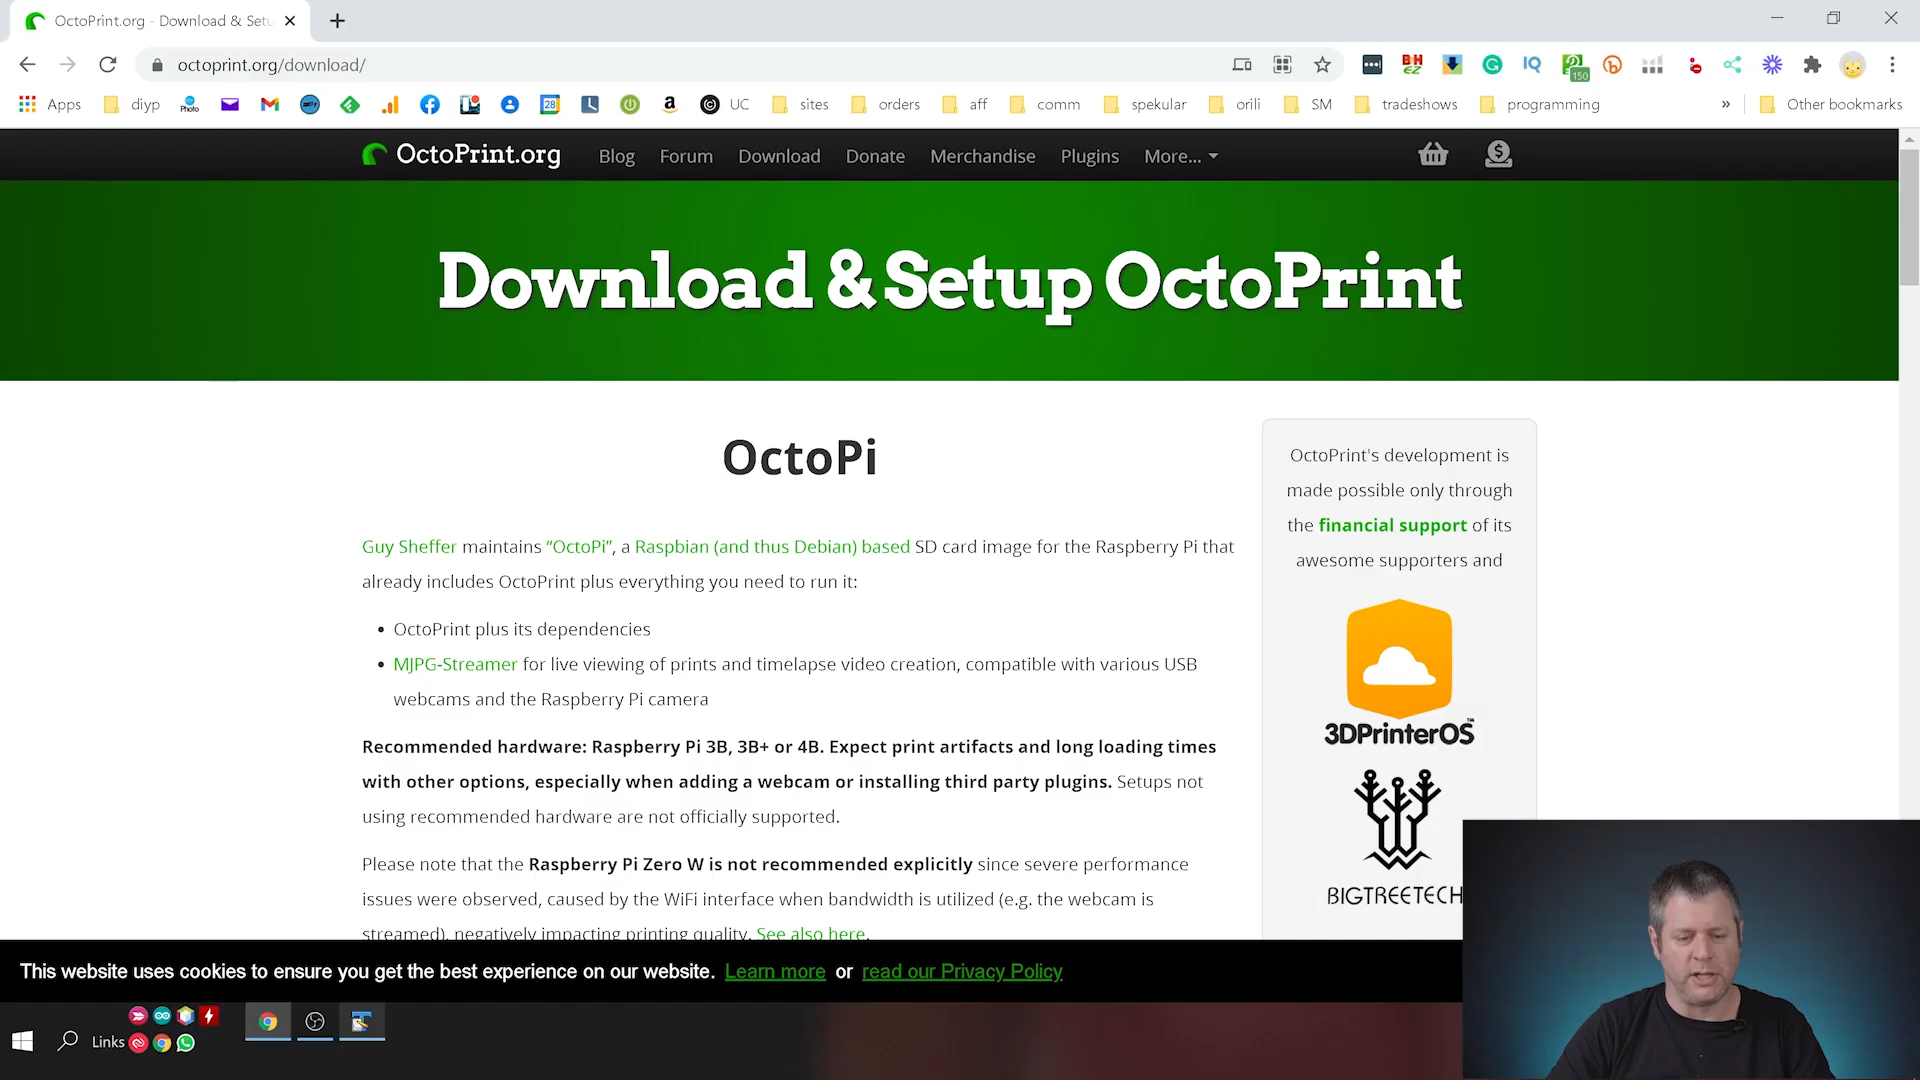 OctoPrint.org - Download & Setu
octoprint.org/download/
150
Apps diyp Photo UC sites orders aff comm spekular orili SM tradeshows programming » Other bookmarks
OctoPrint.org Blog Forum Download Donate Merchandise Plugins More...
Download & Setup OctoPrint
OctoPi
Guy Sheffer maintains “OctoPi”, a Raspbian (and thus Debian) based SD card image for the Raspberry Pi that
already includes OctoPrint plus everything you need to run it:
• OctoPrint plus its dependencies
• MJPG-Streamer for live viewing of prints and timelapse video creation, compatible with various USB
webcams and the Raspberry Pi camera
Recommended hardware: Raspberry Pi 3B, 3B+ or 4B. Expect print artifacts and long loading times
with other options, especially when adding a webcam or installing third party plugins. Setups not
using recommended hardware are not officially supported.
Please note that the Raspberry Pi Zero W is not recommended explicitly since severe performance
issues were observed, caused by the WiFi interface when bandwidth is utilized (e.g. the webcam is
streamed), negatively impacting printing quality. See also here.
OctoPrint's development is
made possible only through
the financial support of its
awesome supporters and
3DPrinterOS™
BIGTREETECH
This website uses cookies to ensure you get the best experience on our website. Learn more or read our Privacy Policy
Links